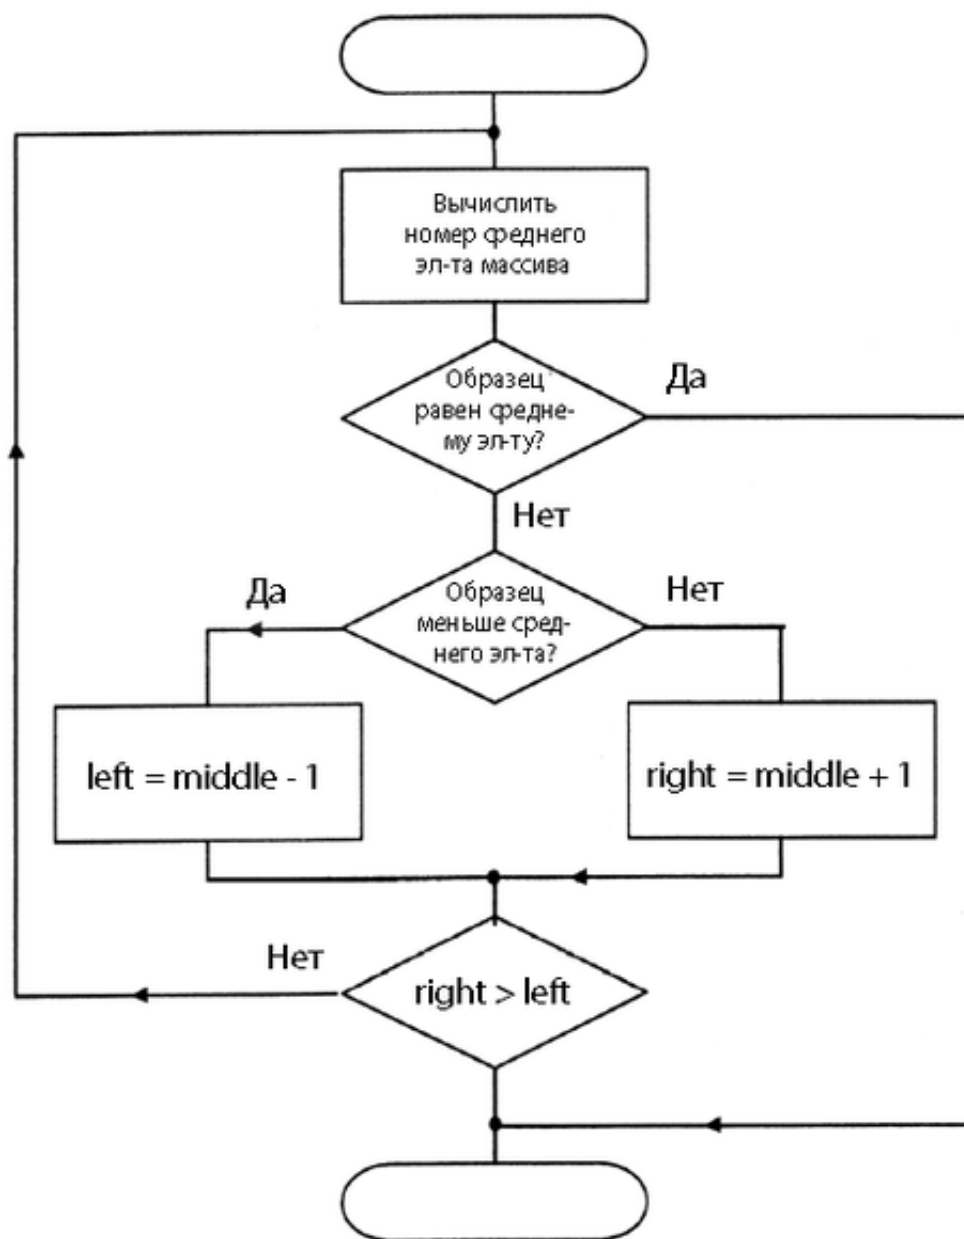 Вычислить
номер среднего
эл-та массива
Образец
равен средне-
му эл-ту?
Да
Нет
Образец
меньше сред-
него эл-та?
Да
Нет
left = middle - 1
right = middle + 1
right > left
Нет